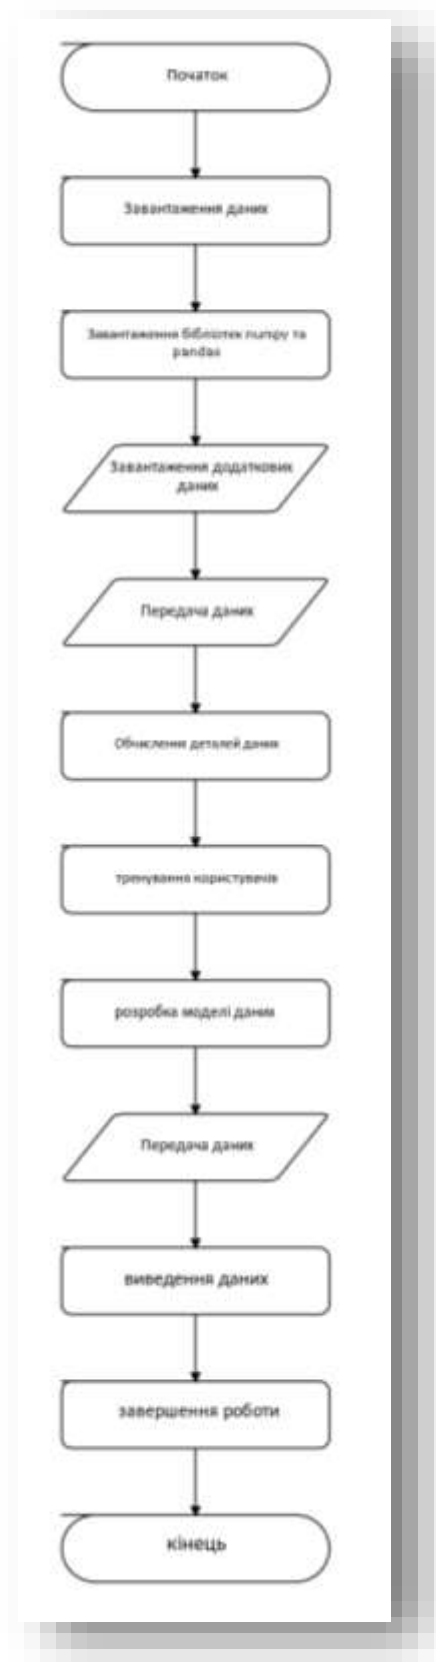 Початок
Завантаження даних
Завантаження бібліотек numpy та
pandas
Завантаження додаткових
даних
Передача даних
Обчислення деталей даних
тренування користувачів
розробка моделі даних
Передача даних
виведення даних
завершення роботи
кінець